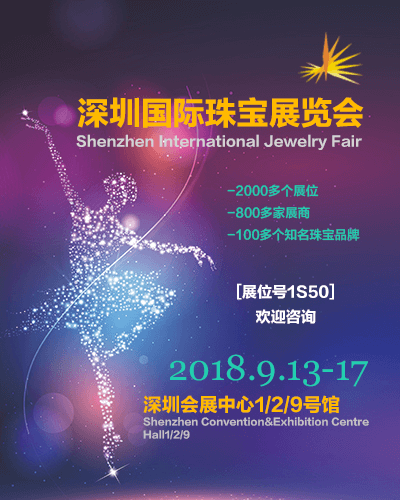 深圳国际珠宝展览会
Shenzhen International Jewelry Fair
-2000多个展位
-800多家展商
-100多个知名珠宝品牌
[展位号1S50]
欢迎咨询
2018.9.13-17
深圳会展中心1/2/9号馆
Shenzhen Convention&Exhibition Centre
Hall1/2/9